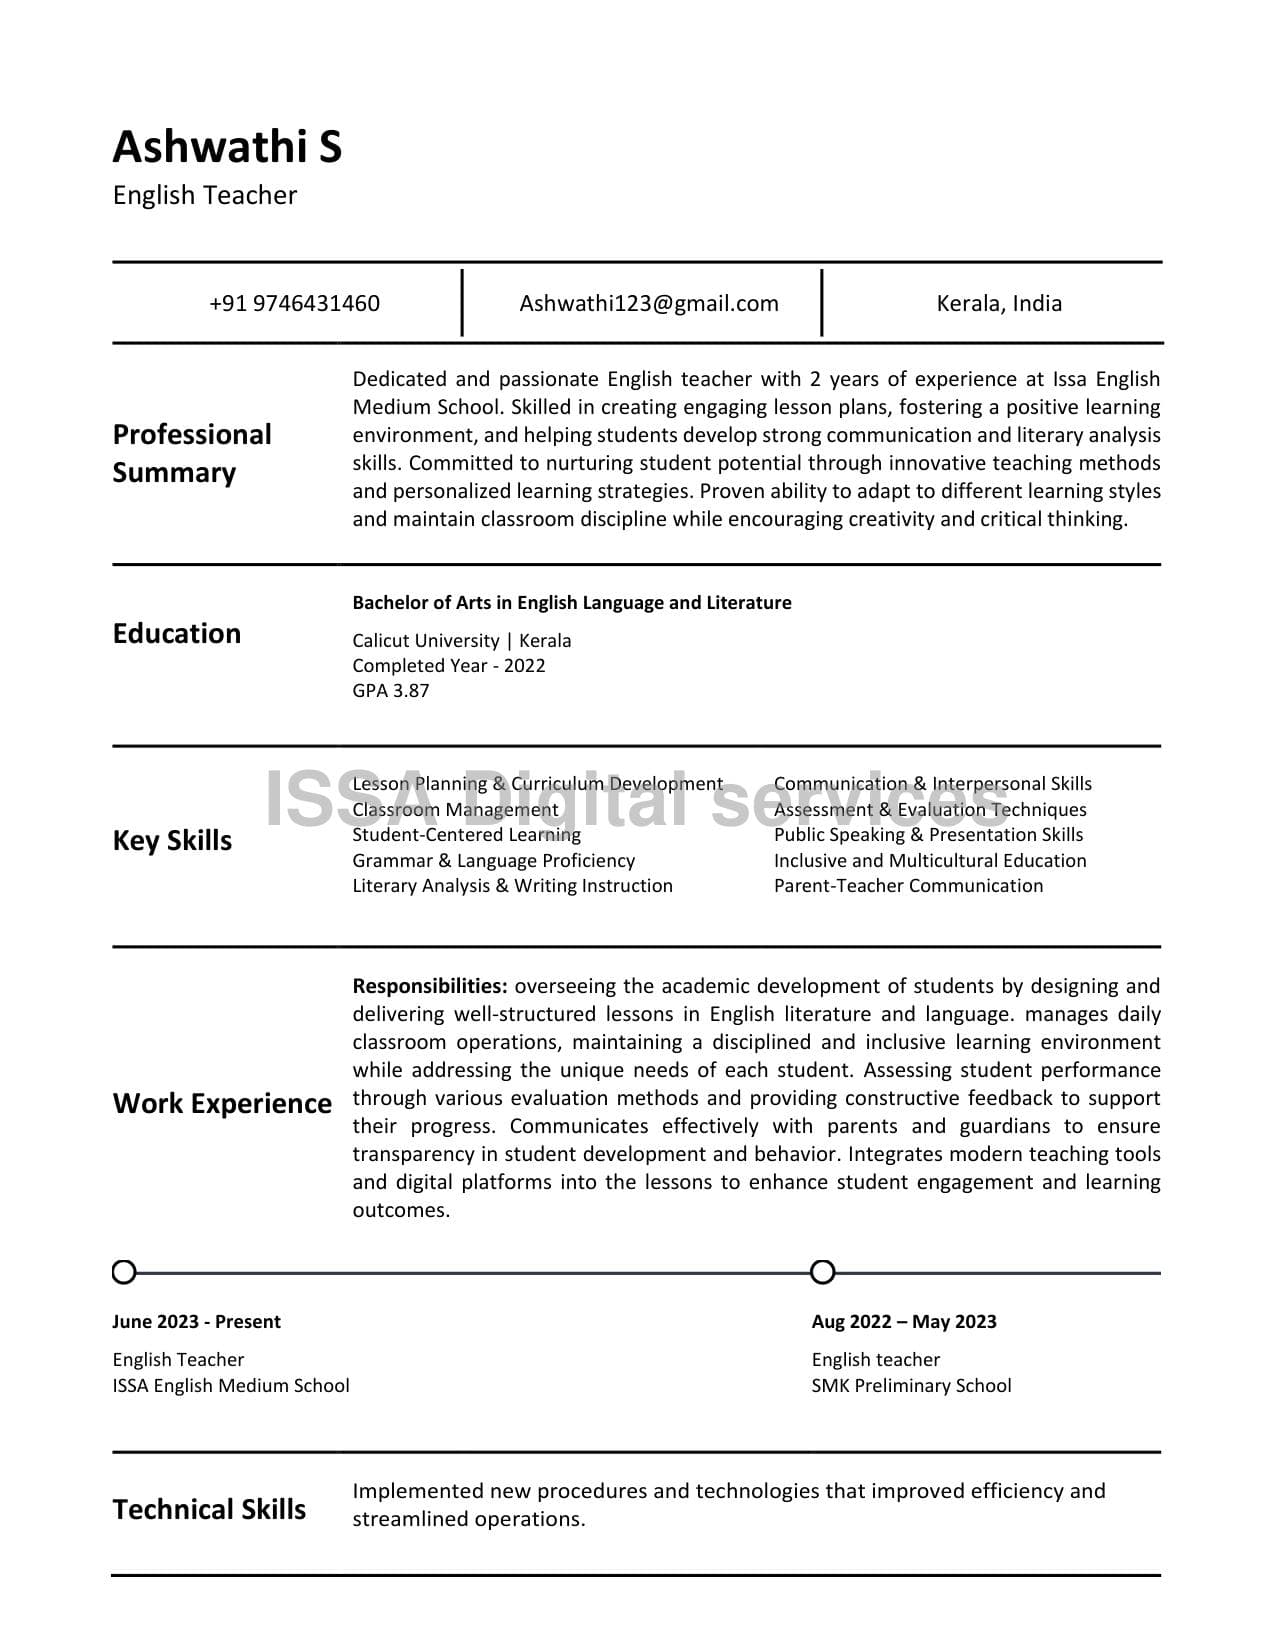 Ashwathi S
English Teacher
+91 9746431460
Ashwathi123@gmail.com
Kerala, India
Professional
Summary
Dedicated and passionate English teacher with 2 years of experience at Issa English
Medium School. Skilled in creating engaging lesson plans, fostering a positive learning
environment, and helping students develop strong communication and literary analysis
skills. Committed to nurturing student potential through innovative teaching methods
and personalized learning strategies. Proven ability to adapt to different learning styles
and maintain classroom discipline while encouraging creativity and critical thinking.
Education
Bachelor of Arts in English Language and Literature
Calicut University | Kerala
Completed Year - 2022
GPA 3.87
ISSA Digital services
Key Skills
Lesson Planning & Curriculum Development
Classroom Management
Student-Centered Learning
Grammar & Language Proficiency
Literary Analysis & Writing Instruction
Communication & Interpersonal Skills
Assessment & Evaluation Techniques
Public Speaking & Presentation Skills
Inclusive and Multicultural Education
Parent-Teacher Communication
Work Experience
Responsibilities: overseeing the academic development of students by designing and
delivering well-structured lessons in English literature and language. manages daily
classroom operations, maintaining a disciplined and inclusive learning environment
while addressing the unique needs of each student. Assessing student performance
through various evaluation methods and providing constructive feedback to support
their progress. Communicates effectively with parents and guardians to ensure
transparency in student development and behavior. Integrates modern teaching tools
and digital platforms into the lessons to enhance student engagement and learning
outcomes.
June 2023 - Present
English Teacher
ISSA English Medium School
Aug 2022 – May 2023
English teacher
SMK Preliminary School
Technical Skills
Implemented new procedures and technologies that improved efficiency and
streamlined operations.